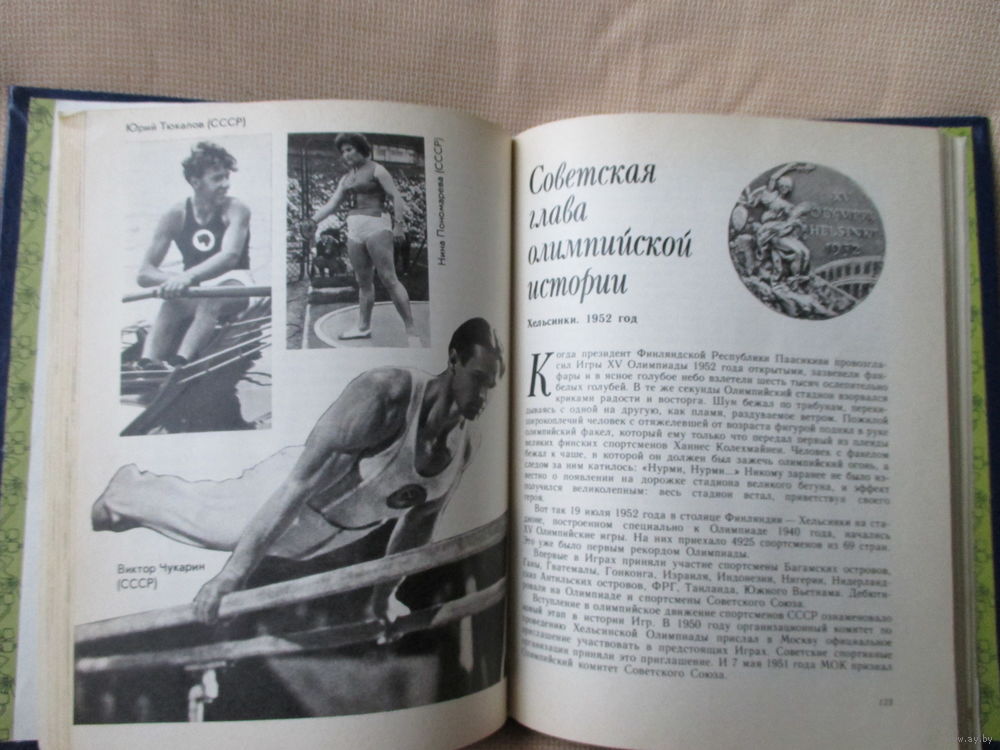 Юрий Тюкалов (СССР)
Нина Пономарева (СССР)
Виктор Чукарин
(СССР)
Советская
глава
олимпийской
истории
Хельсинки. 1952 год
XV
OLYMPIA
HELSINKI
1952
Когда президент Финляндской Республики Паасикиви провозгла-
сил Игры XV Олимпиады 1952 года открытыми, зазвенели фан-
фары и в ясное голубое небо взлетели шесть тысяч ослепительно
белых голубей. В те же секунды Олимпийский стадион взорвался
криками радости и восторга. Шум бежал по трибунам, переки-
дываясь с одной на другую, как пламя, раздуваемое ветром. Пожилой
широкоплечий человек с отяжелевшей от возраста фигурой поднял в руке
олимпийский факел, который ему только что передал первый из плеяды
великих финских спортсменов Ханнес Колехмайнен. Человек с факелом
бежал к чаше, в которой он должен был зажечь олимпийский огонь, а
следом за ним катилось: «Нурми, Нурми...» Никому заранее не было из-
вестно о появлении на дорожке стадиона великого бегуна, и эффект
получился великолепным: весь стадион встал, приветствуя своего
героя.
Вот так 19 июля 1952 года в столице Финляндии — Хельсинки на ста-
дионе, построенном специально к Олимпиаде 1940 года, начались
XV Олимпийские игры. На них приехало 4925 спортсменов из 69 стран.
Это уже было первым рекордом Олимпиады.
Впервые в Играх приняли участие спортсмены Багамских островов,
Ганы, Гватемалы, Гонконга, Израиля, Индонезии, Нигерии, Нидерланд-
ских Антильских островов, ФРГ, Таиланда, Южного Вьетнама. Дебюти-
ровали на Олимпиаде и спортсмены Советского Союза.
Вступление в олимпийское движение спортсменов СССР ознаменовало
новый этап в истории Игр. В 1950 году организационный комитет по
проведению Хельсинской Олимпиады прислал в Москву официальное
приглашение участвовать в предстоящих Играх. Советские спортивные
организации приняли это приглашение. И 7 мая 1951 года МОК признал
Олимпийский комитет Советского Союза.
www.ay.by